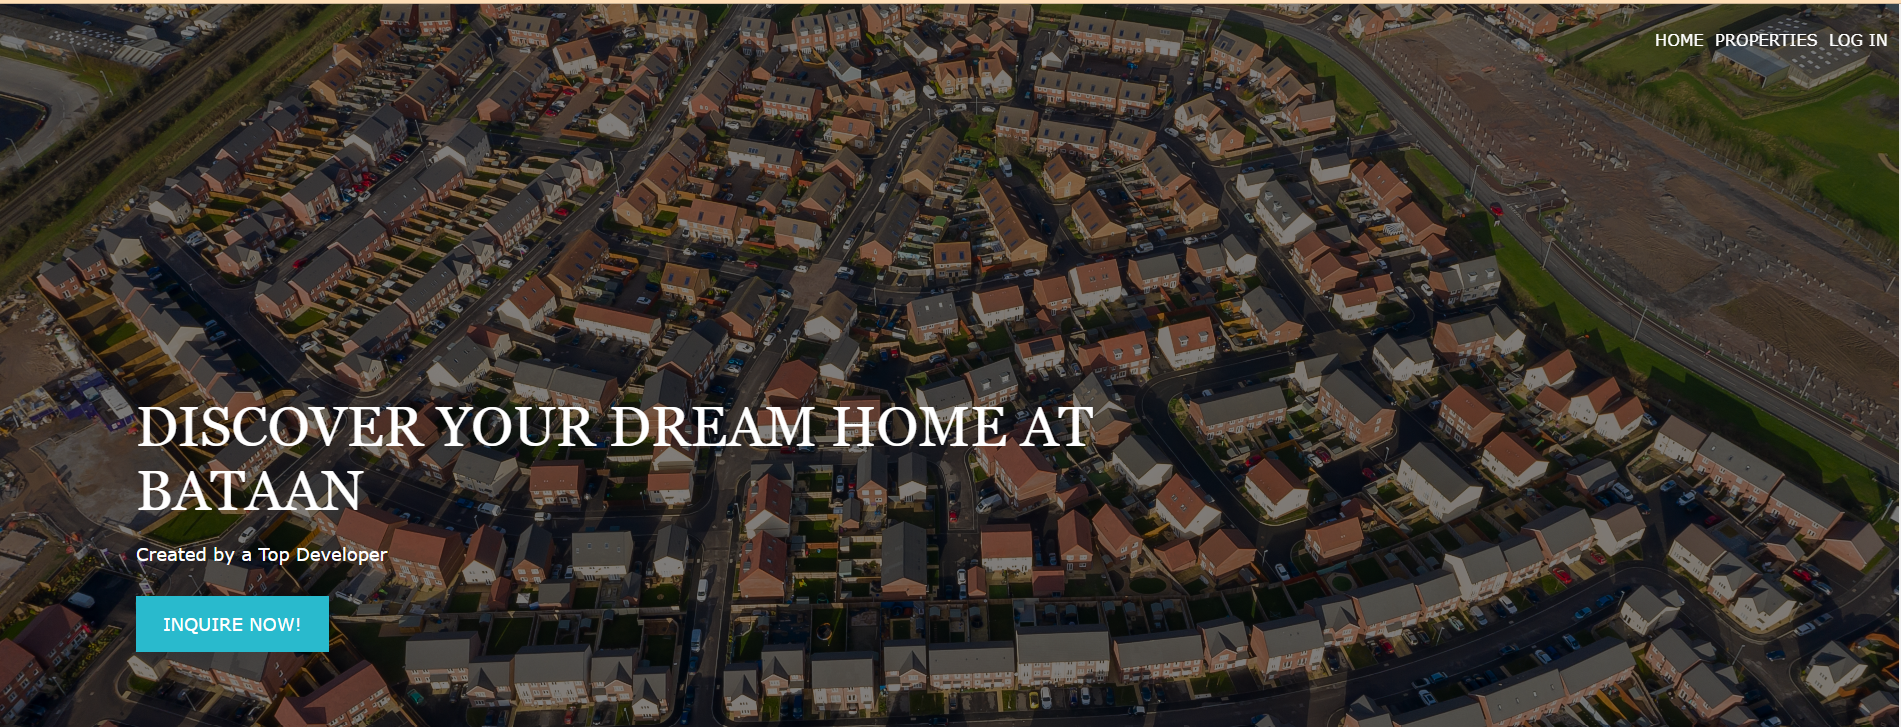 HOME PROPERTIES LOG IN
DISCOVER YOUR DREAM HOME AT
BATAAN
Created by a Top Developer
INQUIRE NOW!